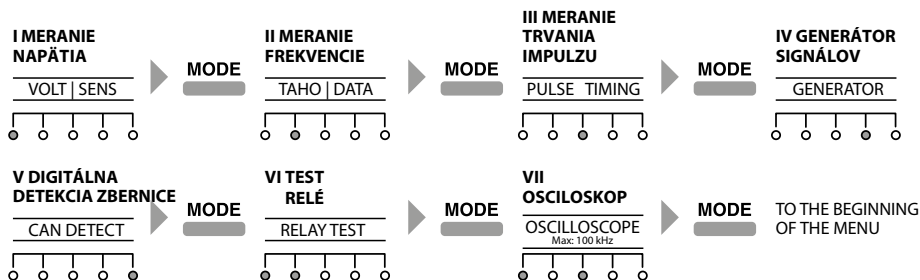 I MERANIE
NAPÄTIA
VOLT | SENS
MODE
II MERANIE
FREKVENCIE
TAHO | DATA
MODE
III MERANIE
TRVANIA
IMPULZU
PULSE TIMING
MODE
IV GENERÁTOR
SIGNÁLOV
GENERATOR
V DIGITÁLNA
DETEKCIA ZBERNICE
CAN DETECT
MODE
VI TEST
RELÉ
RELAY TEST
MODE
VII
OSCILOSKOP
OSCILLOSCOPE
Max: 100 kHz
MODE
TO THE BEGINNING
OF THE MENU